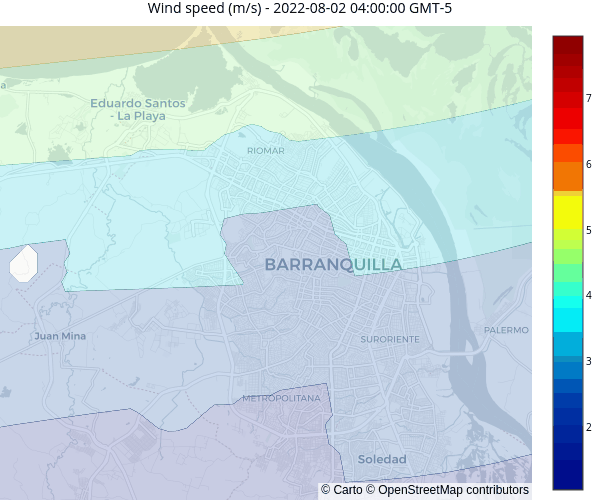 Wind speed (m/s) - 2022-08-02 04:00:00 GMT-5
a
Eduardo Santos
- La Playa
RIOMAR
BARRANQUILLA
Juan Mina
SURORIENTE
PALERMO
METROPOLITANA
Soledad
© Carto © OpenStreetMap contributors
7
6
5
4
3
2